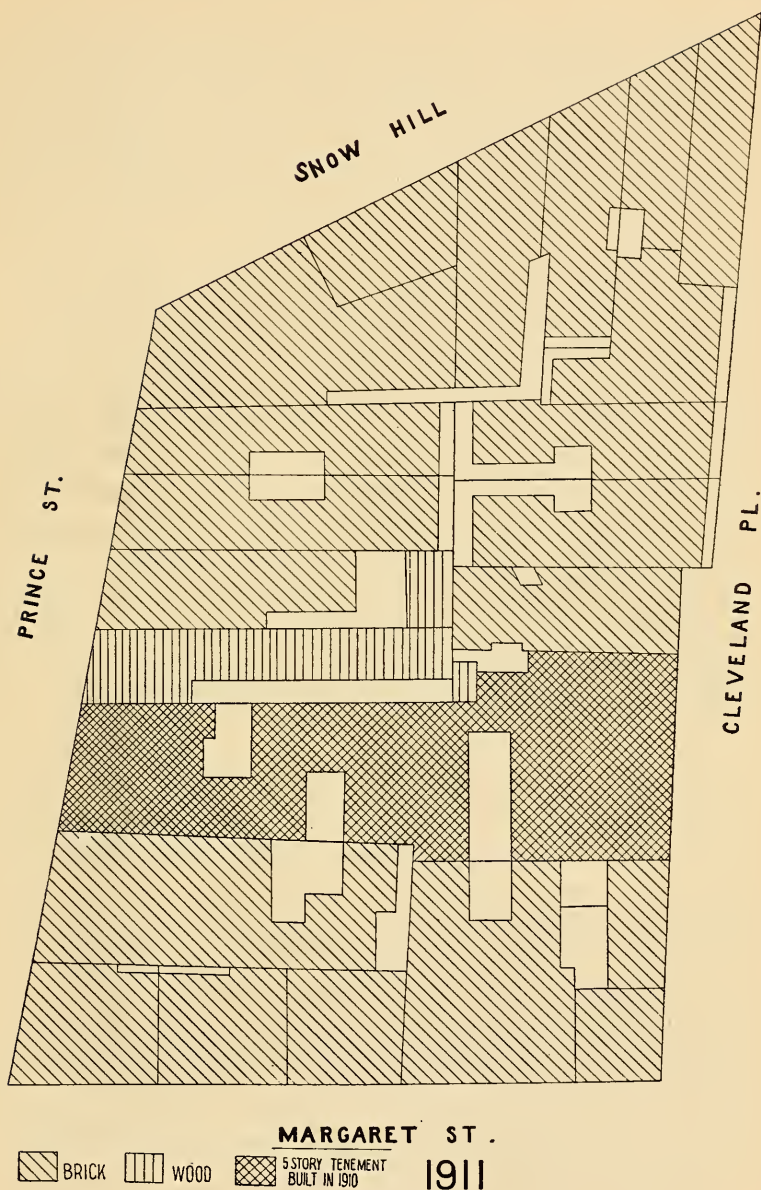 SNOW HILL
PRINCE ST.
CLEVELAND PL.
MARGARET ST.
BRICK
WOOD
5 STORY TENEMENT
BUILT IN 1910
1911